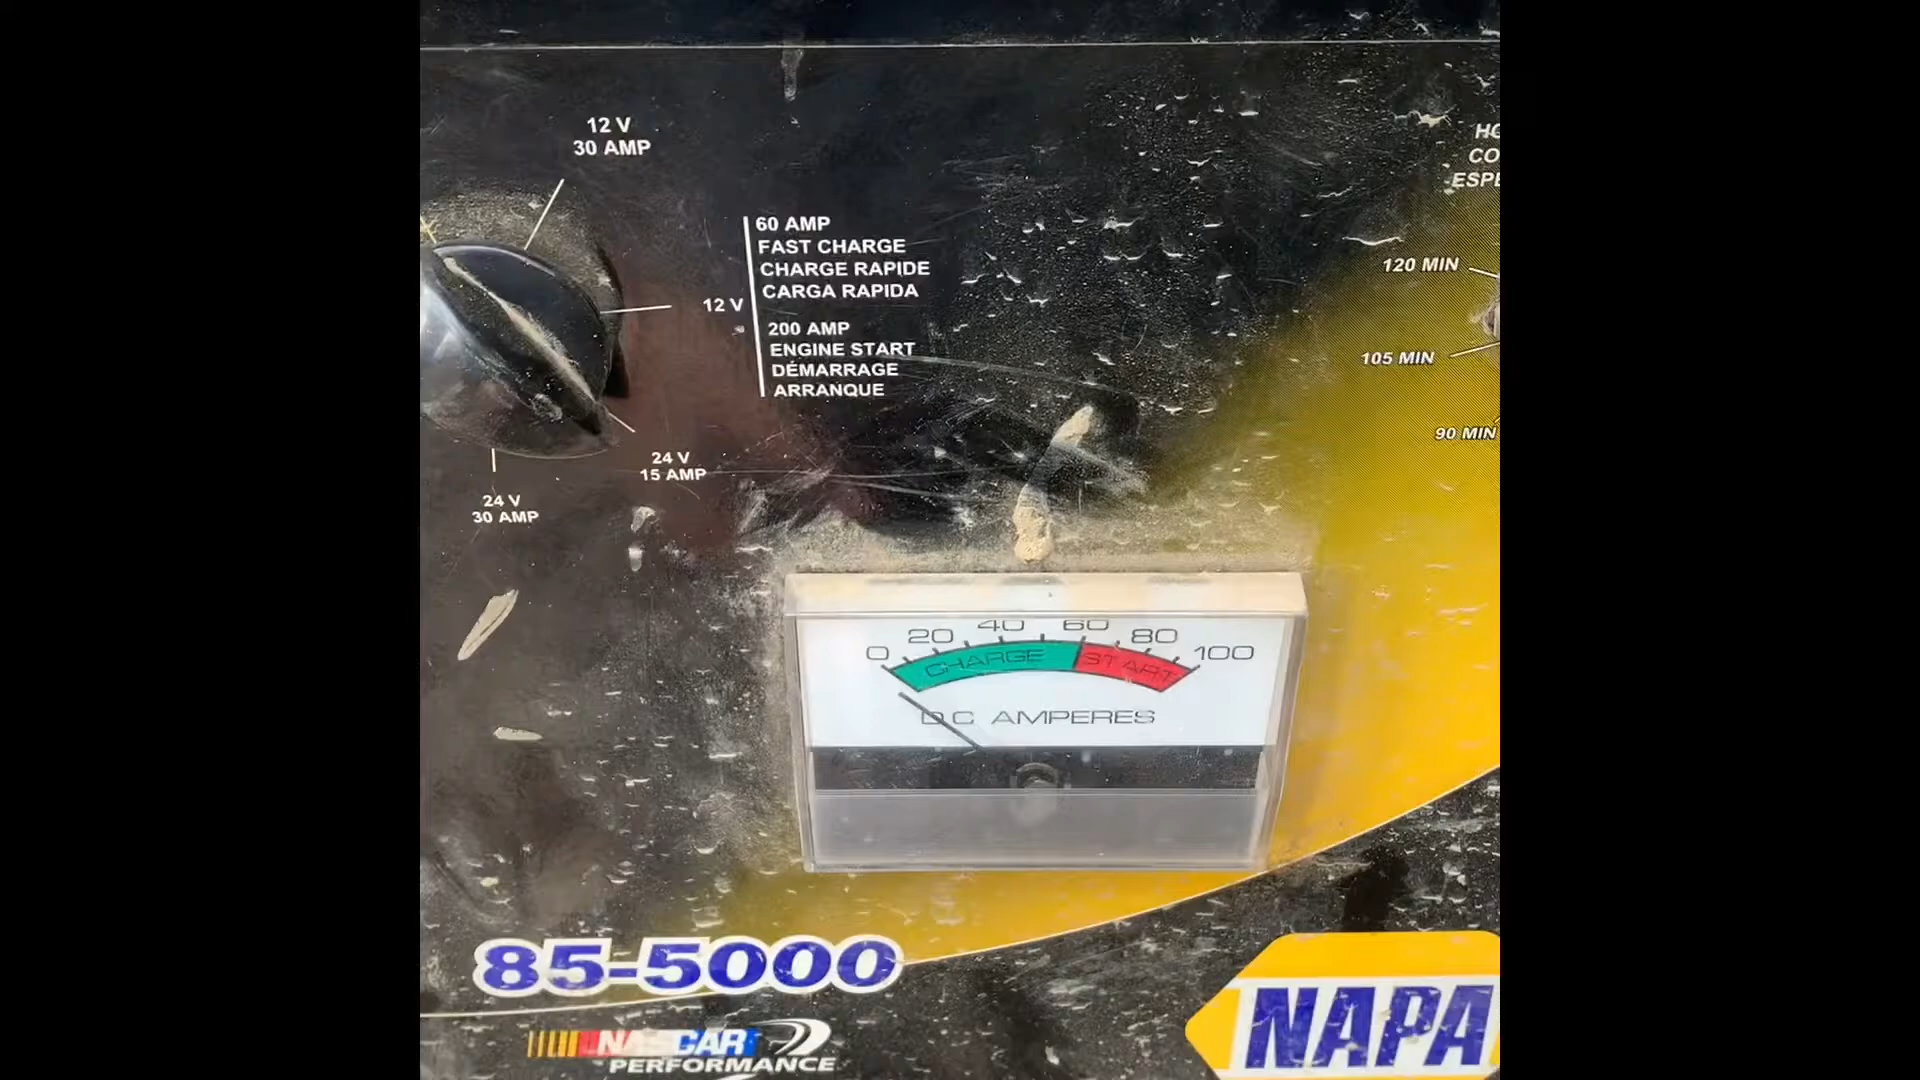 12 V
30 AMP
60 AMP
FAST CHARGE
CHARGE RAPIDE
CARGA RAPIDA
12 V
200 AMP
ENGINE START
DÉMARRAGE
ARRANQUE
24 V
15 AMP
24 V
30 AMP
120 MIN
105 MIN
90 MIN
0 20 40 60 80 100
CHARGE START
DC AMPERES
85-5000
NASCAR
PERFORMANCE
NAPA